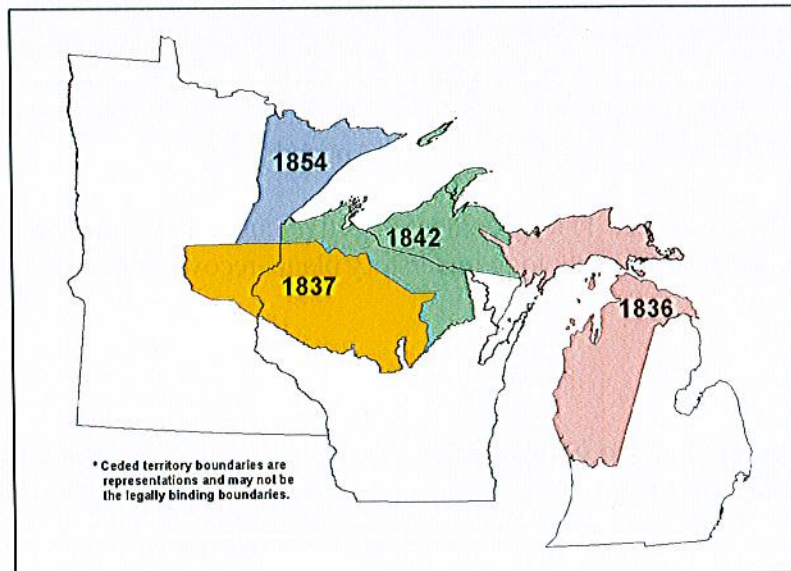 1854
1842
1837
1836
* Ceded territory boundaries are
representations and may not be
the legally binding boundaries.